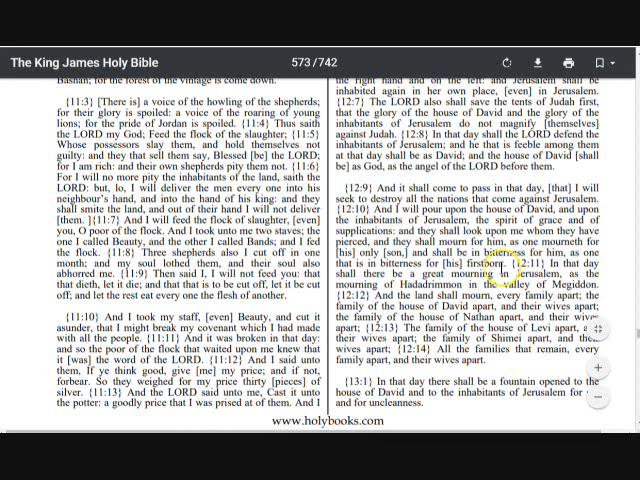 The King James Holy Bible
573 / 742
Bashan; for the forest of the vintage is come down.
{11:3} [There is] a voice of the howling of the shepherds;
for their glory is spoiled: a voice of the roaring of young
lions; for the pride of Jordan is spoiled. {11:4} Thus saith
the LORD my God; Feed the flock of the slaughter; {11:5}
Whose possessors slay them, and hold themselves not
guilty: and they that sell them say, Blessed [be] the LORD;
for I am rich: and their own shepherds pity them not. {11:6}
For I will no more pity the inhabitants of the land, saith the
LORD: but, lo, I will deliver the men every one into his
neighbour's hand, and into the hand of his king: and they
shall smite the land, and out of their hand I will not deliver
[them. ]{11:7} And I will feed the flock of slaughter, [even]
you, O poor of the flock. And I took unto me two staves; the
one I called Beauty, and the other I called Bands; and I fed
the flock. {11:8} Three shepherds also I cut off in one
month; and my soul lothed them, and their soul also
abhorred me. {11:9} Then said I, I will not feed you: that
that dieth, let it die; and that that is to be cut off, let it be cut
off; and let the rest eat every one the flesh of another.
{11:10} And I took my staff, [even] Beauty, and cut it
asunder, that I might break my covenant which I had made
with all the people. {11:11} And it was broken in that day:
and so the poor of the flock that waited upon me knew that
it [was] the word of the LORD. {11:12} And I said unto
them, If ye think good, give [me] my price; and if not,
forbear. So they weighed for my price thirty [pieces] of
silver. {11:13} And the LORD said unto me, Cast it unto
the potter: a goodly price that I was prised at of them. And I
the right hand and on the left: and Jerusalem shall be
inhabited again in her own place, [even] in Jerusalem.
{12:7} The LORD also shall save the tents of Judah first,
that the glory of the house of David and the glory of the
inhabitants of Jerusalem do not magnify [themselves]
against Judah. {12:8} In that day shall the LORD defend the
inhabitants of Jerusalem; and he that is feeble among them
at that day shall be as David; and the house of David [shall
be] as God, as the angel of the LORD before them.
{12:9} And it shall come to pass in that day, [that] I will
seek to destroy all the nations that come against Jerusalem.
{12:10} And I will pour upon the house of David, and upon
the inhabitants of Jerusalem, the spirit of grace and of
supplications: and they shall look upon me whom they have
pierced, and they shall mourn for him, as one mourneth for
[his] only [son,] and shall be in bitterness for him, as one
that is in bitterness for [his] firstborn. {12:11} In that day
shall there be a great mourning in Jerusalem, as the
mourning of Hadadrimmon in the valley of Megiddon.
{12:12} And the land shall mourn, every family apart; the
family of the house of David apart, and their wives apart;
the family of the house of Nathan apart, and their wives
apart; {12:13} The family of the house of Levi apart,
their wives apart; the family of Shimei apart, and their
wives apart; {12:14} All the families that remain, every
family apart, and their wives apart.
{13:1} In that day there shall be a fountain opened to the
house of David and to the inhabitants of Jerusalem for
and for uncleanness.
www.holybooks.com